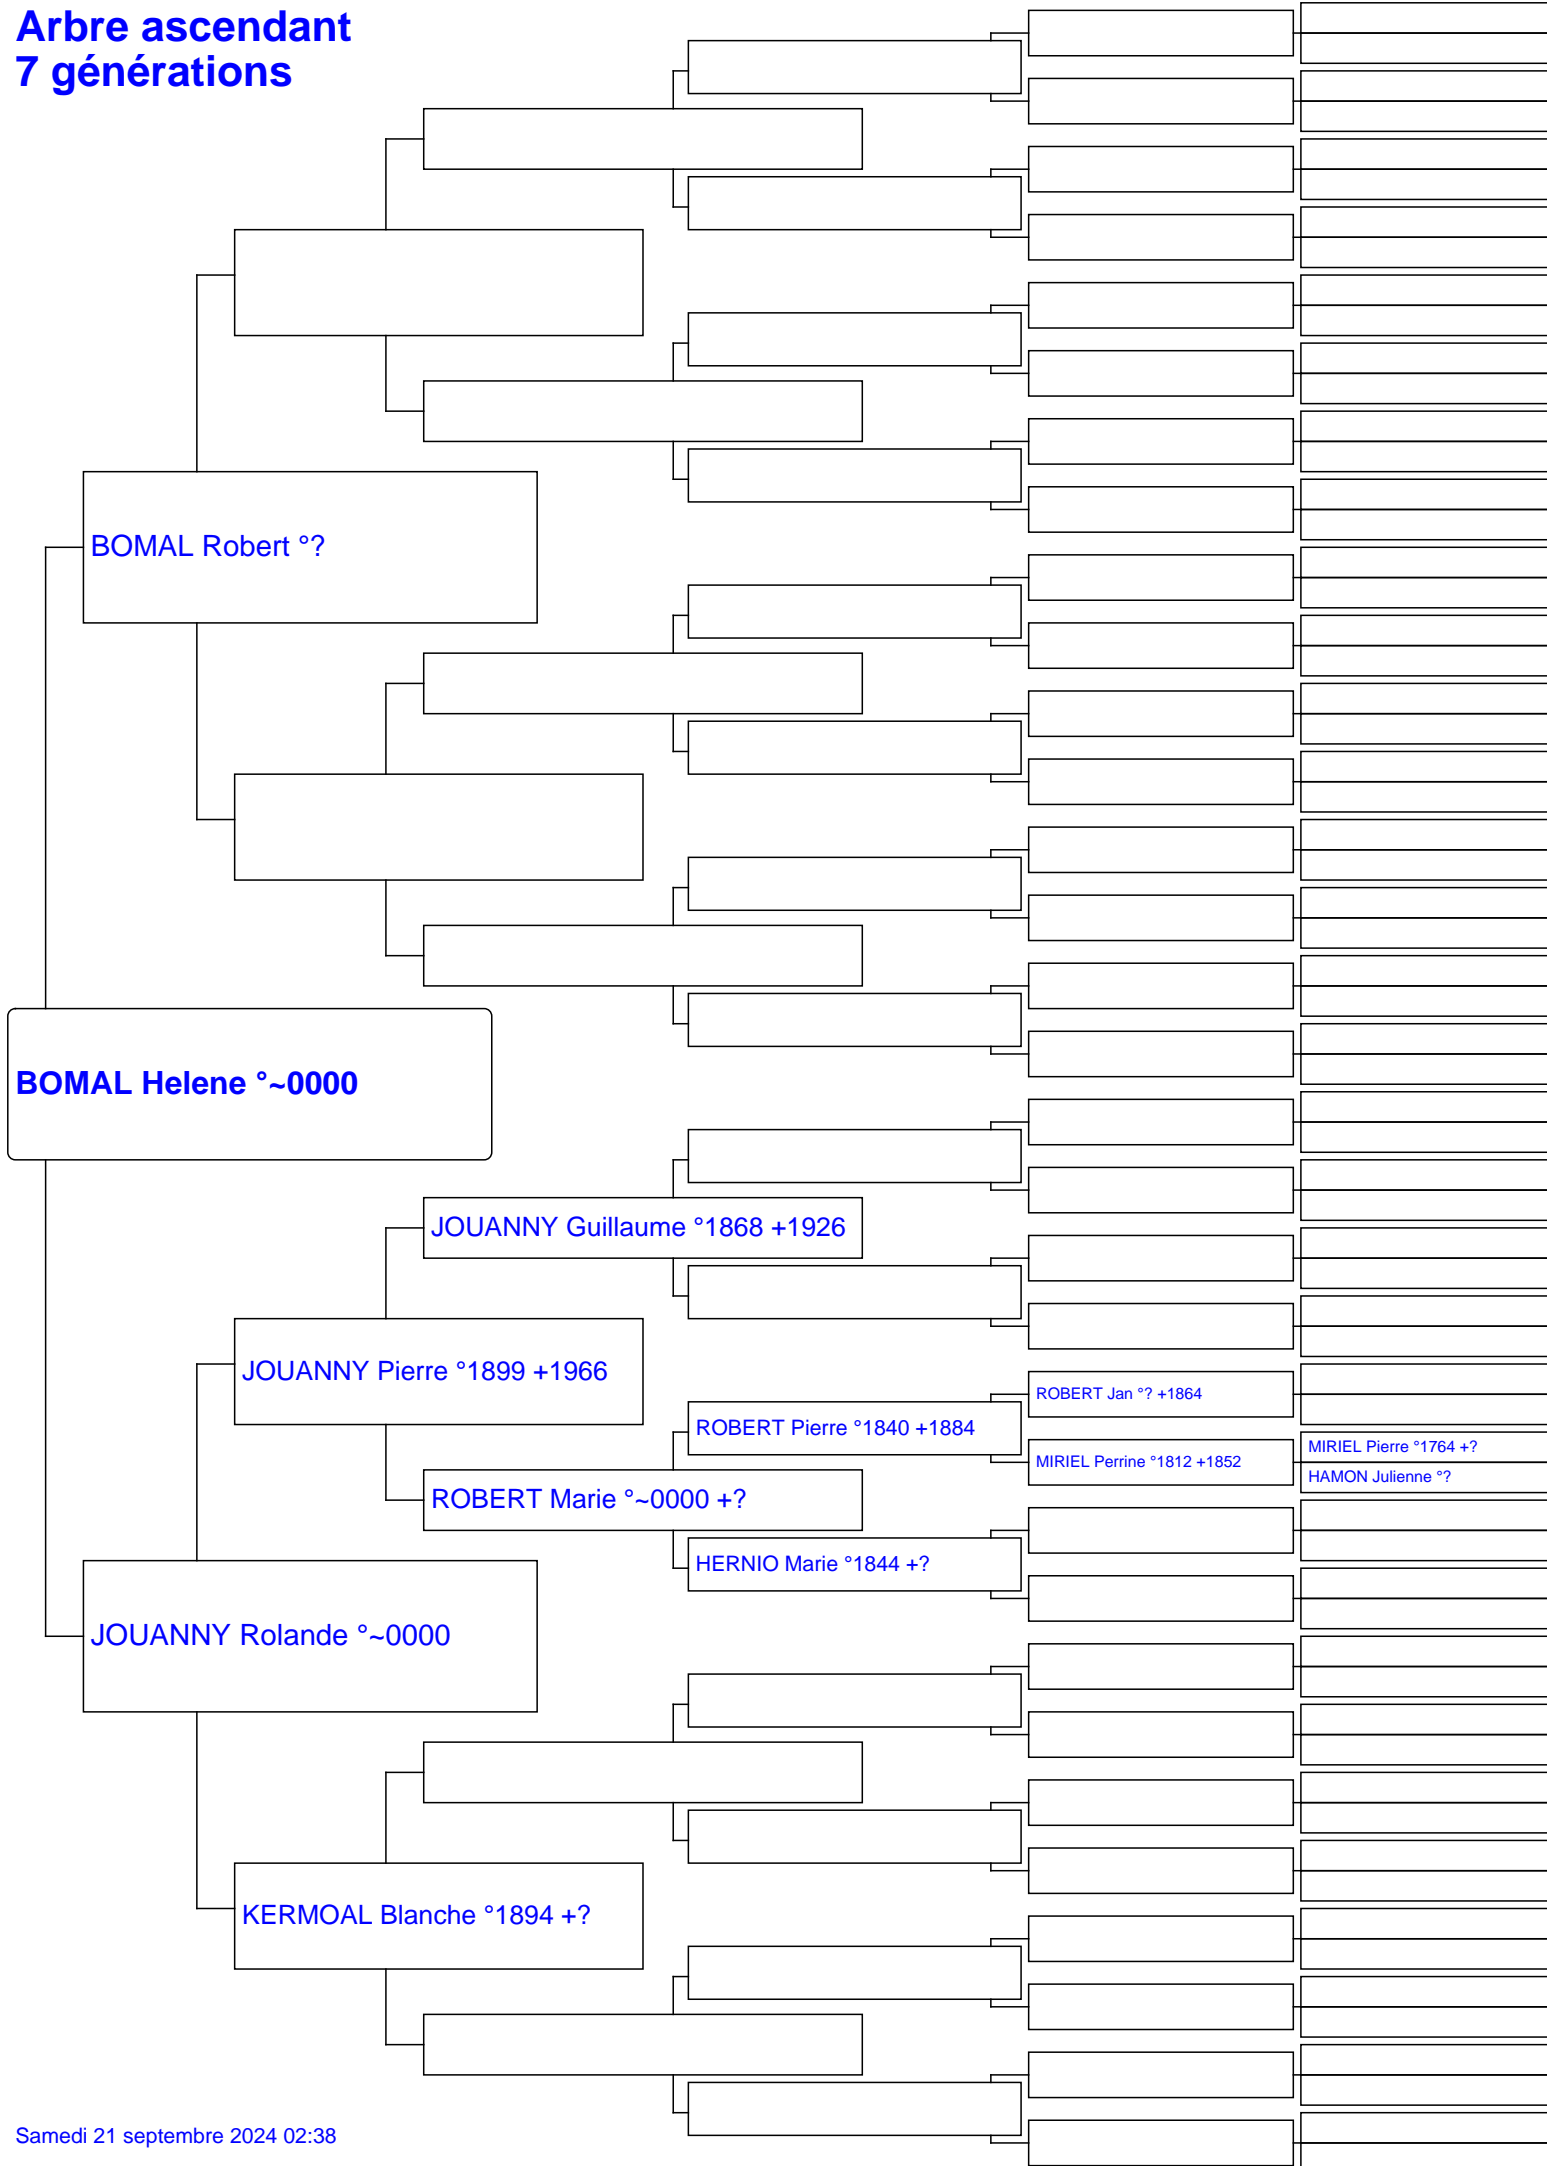 Arbre ascendant
7 générations
BOMAL Robert °?
BOMAL Helene °~0000
JOUANNY Guillaume °1868 +1926
JOUANNY Pierre °1899 +1966
ROBERT Jan °? +1864
ROBERT Pierre °1840 +1884
MIRIEL Pierre °1764 +?
MIRIEL Perrine °1812 +1852
HAMON Julienne °?
ROBERT Marie °~0000 +?
HERNIO Marie °1844 +?
JOUANNY Rolande °~0000
KERMOAL Blanche °1894 +?
Samedi 21 septembre 2024 02:38